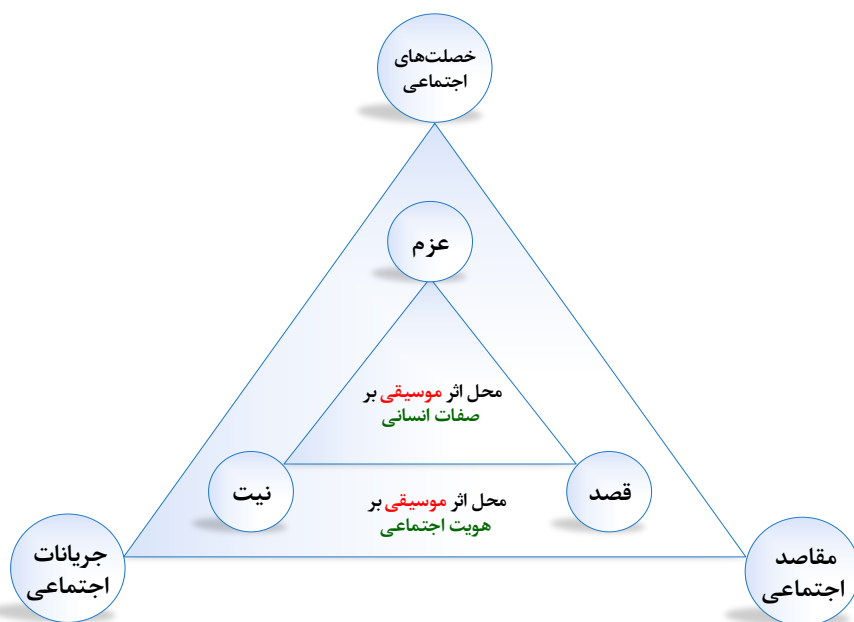 خصلت‌های
اجتماعی
عزم
محل اثر موسیقی بر
صفات انسانی
قصد
نیت
محل اثر موسیقی بر
هویت اجتماعی
مقاصد
اجتماعی
جریانات
اجتماعی